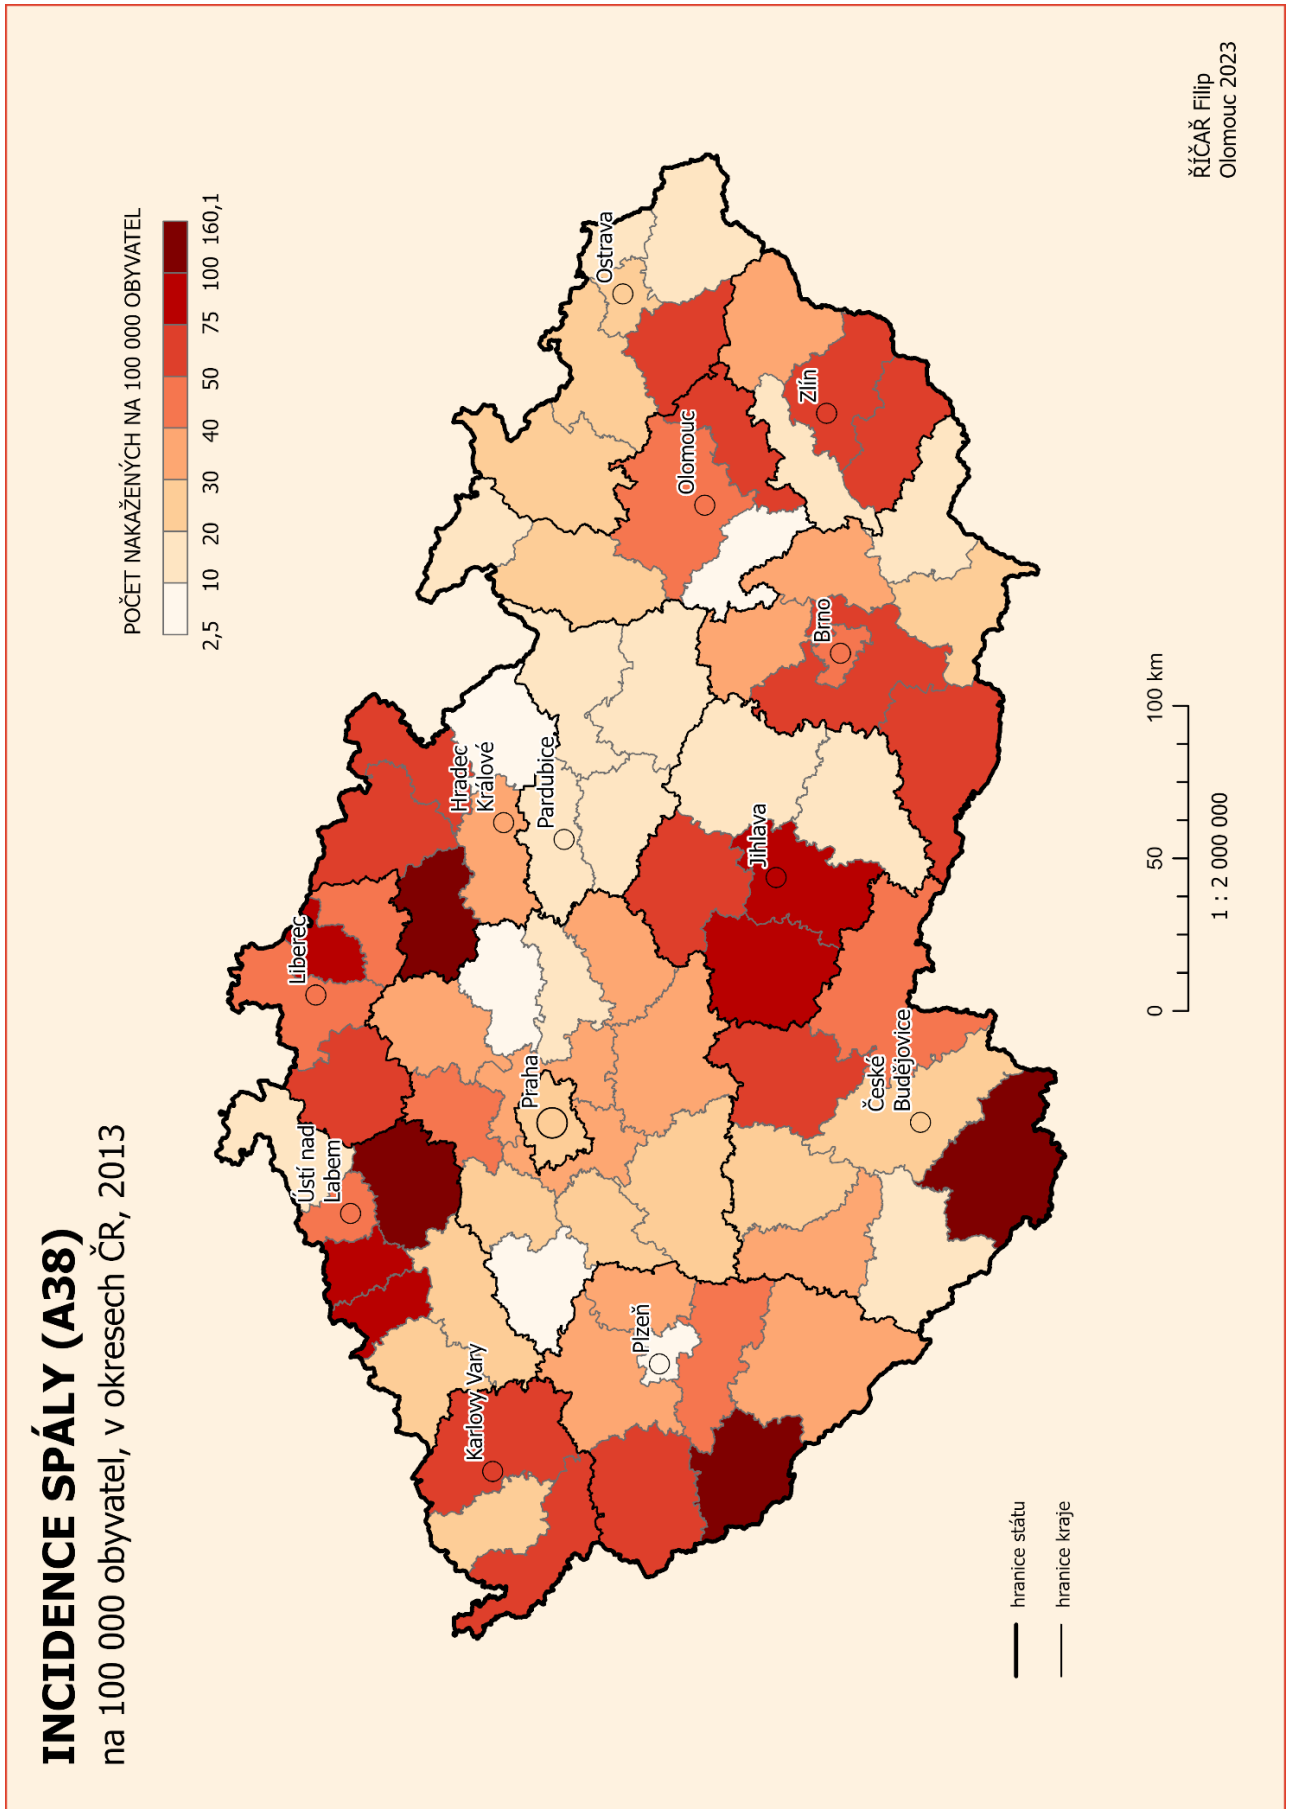 INCIDENCE SPÁLY (A38)
na 100 000 obyvatel, v okresech ČR, 2013
POČET NAKAŽENÝCH NA 100 000 OBYVATEL
2,5 10 20 30 40 50 75 100 160,1
Liberec
Ústí nad
Labem
Karlovy Vary
Praha
Hradec
Králové
Pardubice
Ostrava
Olomouc
Plzeň
Jihlava
Brno
Zlín
České
Budějovice
hranice státu
hranice kraje
0 50 100 km
1 : 2 000 000
ŘÍČAŘ Filip
Olomouc 2023